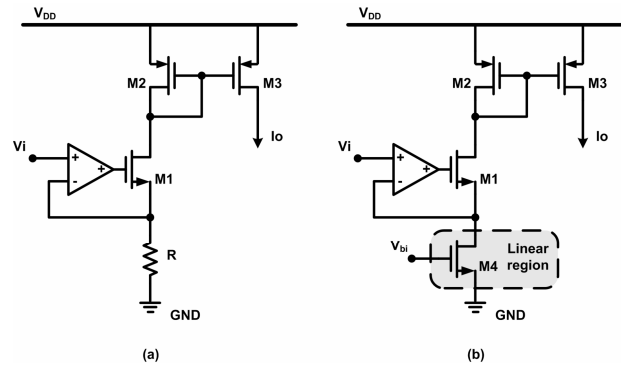 VDD
M2
M3
Io
Vi
+
-
+
M1
R
GND
(a)
VDD
M2
M3
Io
Vi
+
-
+
M1
Vbi
M4
Linear
region
GND
(b)